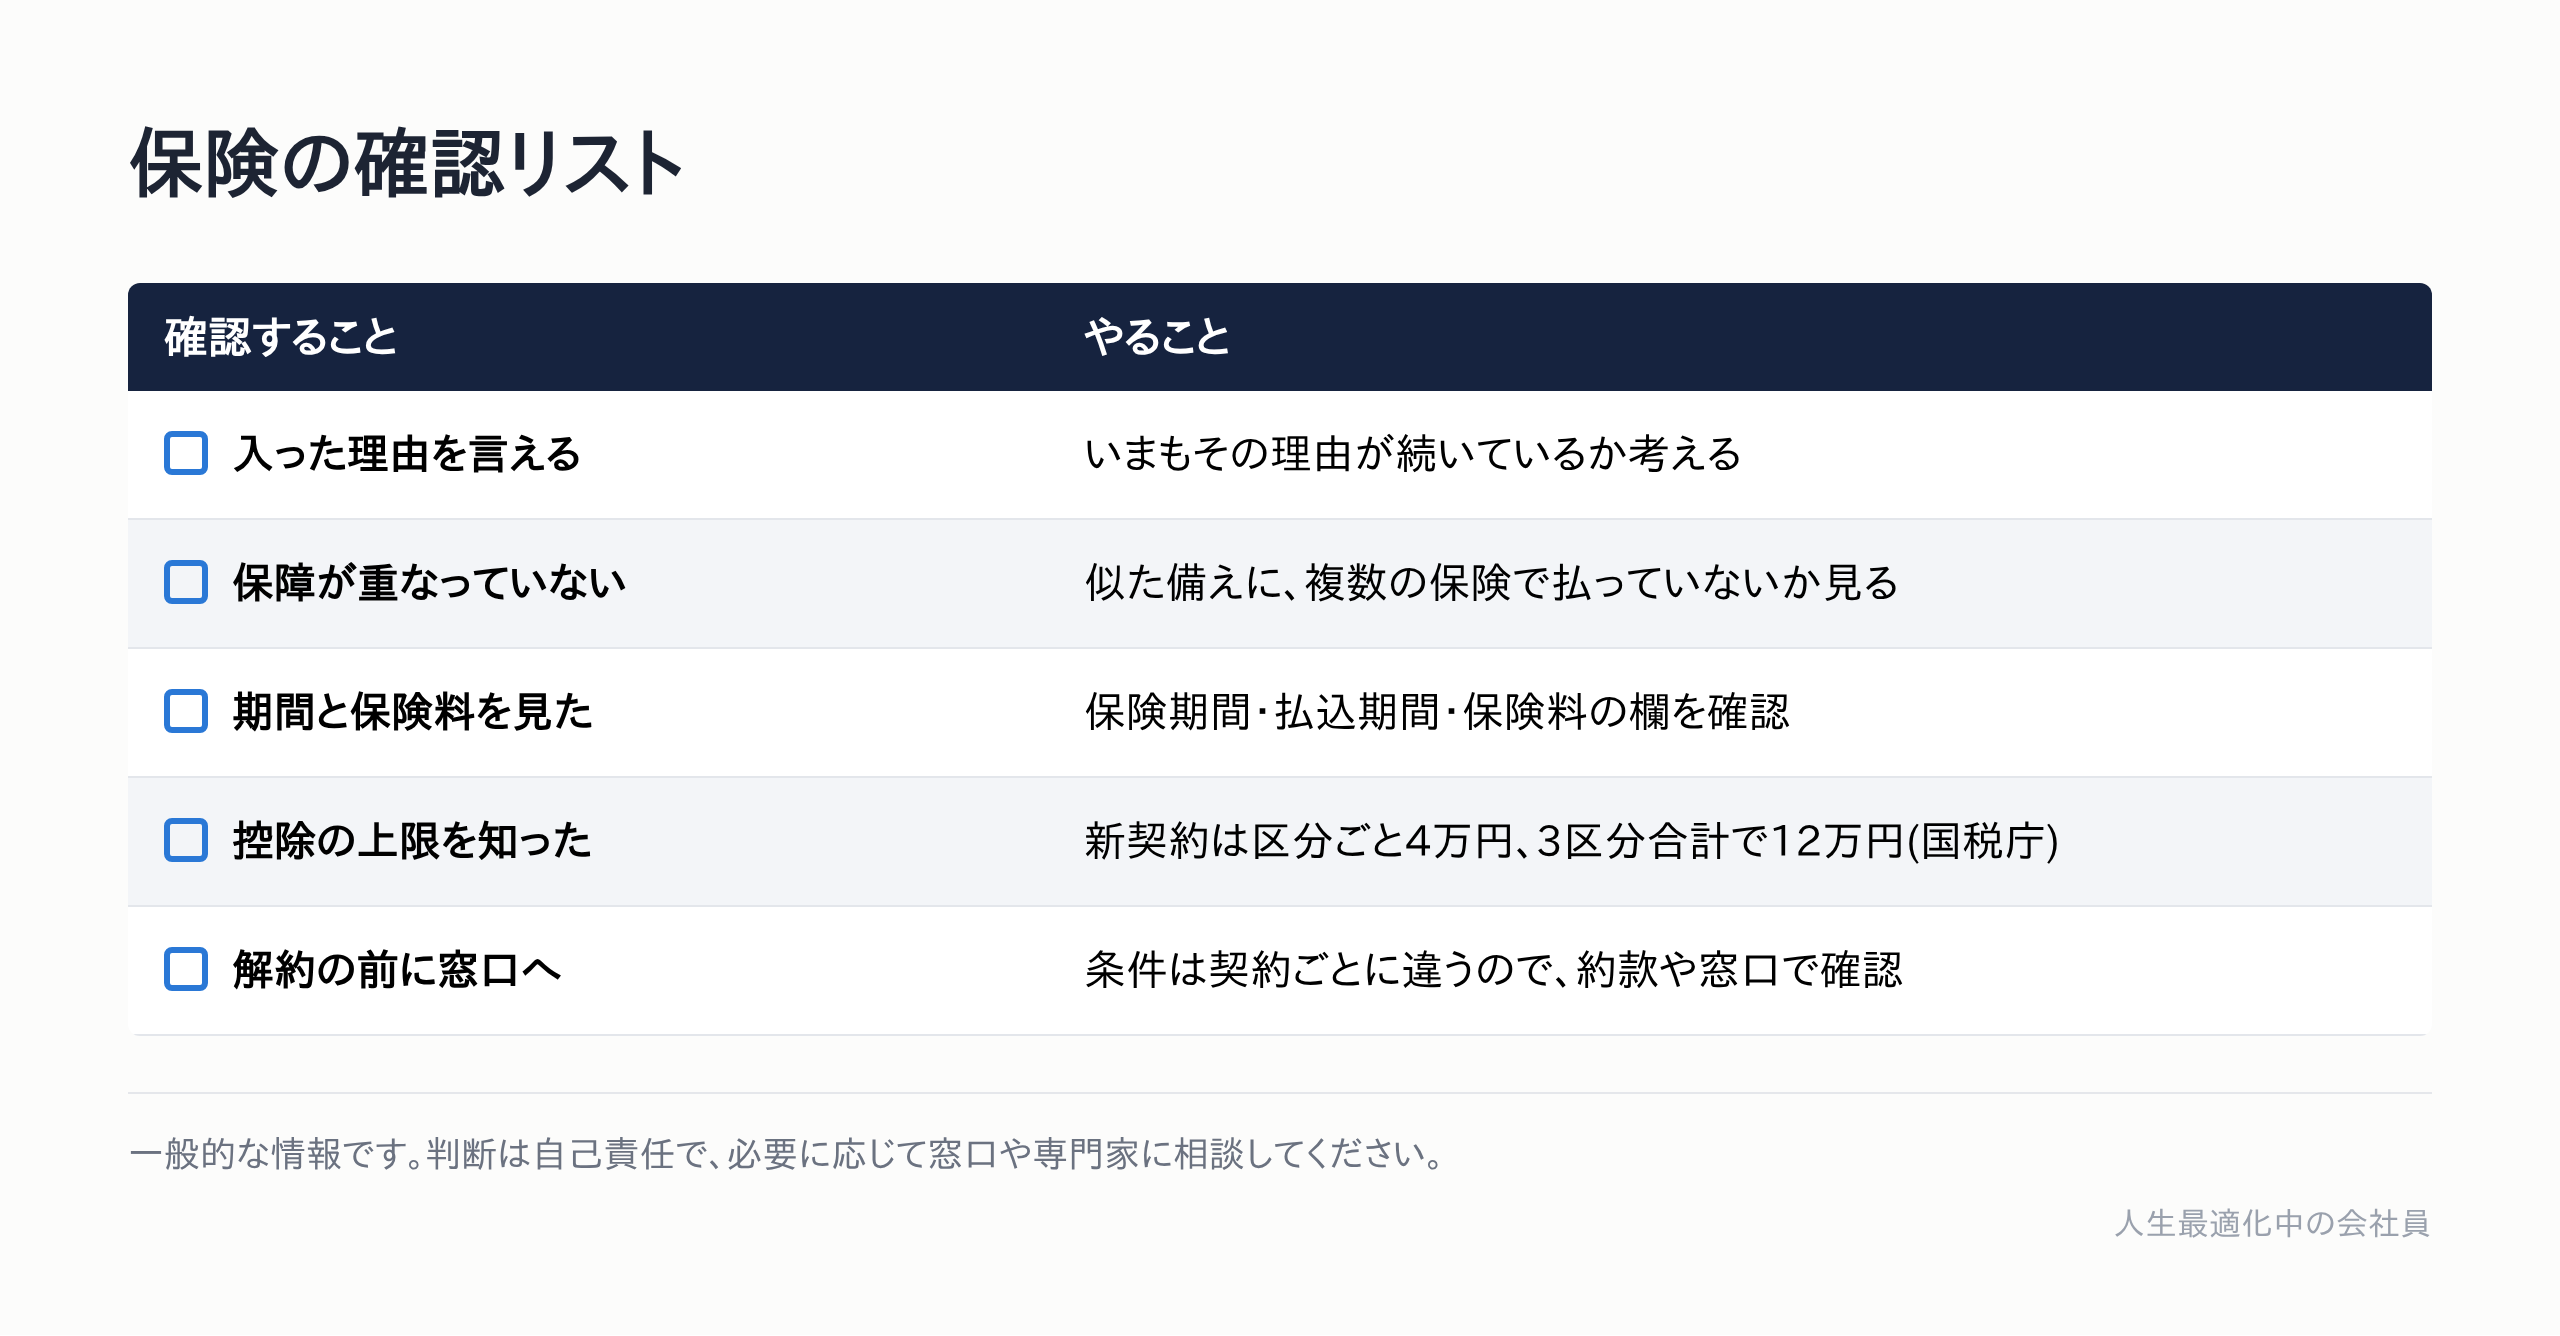 保険の確認リスト
確認すること やること
入った理由を言える いまもその理由が続いているか考える
保障が重なっていない 似た備えに、複数の保険で払っていないか見る
期間と保険料を見た 保険期間・払込期間・保険料の欄を確認
控除の上限を知った 新契約は区分ごと4万円、3区分合計で12万円(国税庁)
解約の前に窓口へ 条件は契約ごとに違うので、約款や窓口で確認
一般的な情報です。判断は自己責任で、必要に応じて窓口や専門家に相談してください。
人生最適化中の会社員